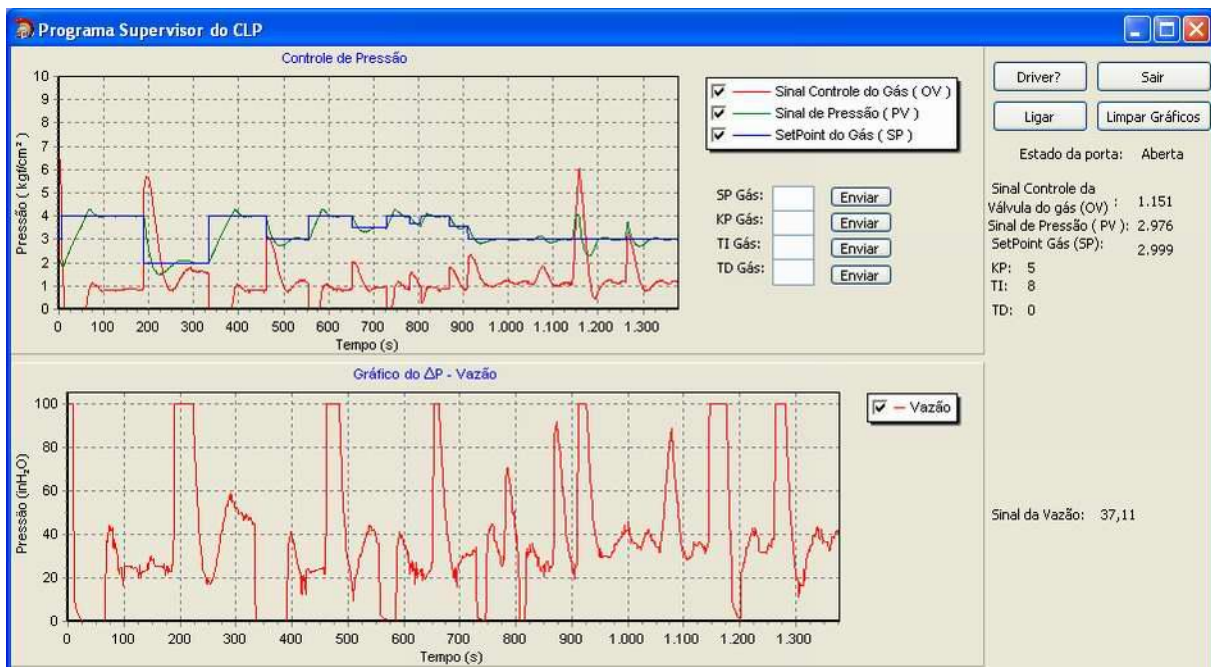 Programa Supervisor do CLP
Controle de Pressão
Pressão ( kgf/cm² )
10
9
8
7
6
5
4
3
2
1
0
0 100 200 300 400 500 600 700 800 900 1.000 1.100 1.200 1.300
Tempo (s)
Sinal Controle do Gás ( OV )
Sinal de Pressão ( PV )
SetPoint do Gás ( SP )
SP Gás: Enviar
KP Gás: Enviar
TI Gás: Enviar
TD Gás: Enviar
Driver? Sair
Ligar Limpar Gráficos
Estado da porta: Aberta
Sinal Controle da
Válvula do gás (OV) : 1.151
Sinal de Pressão ( PV ): 2.976
SetPoint Gás (SP): 2.999
KP: 5
TI: 8
TD: 0
Gráfico do ΔP - Vazão
Pressão (inH₂O)
100
80
60
40
20
0
0 100 200 300 400 500 600 700 800 900 1.000 1.100 1.200 1.300
Tempo (s)
Vazão
Sinal da Vazão: 37,11